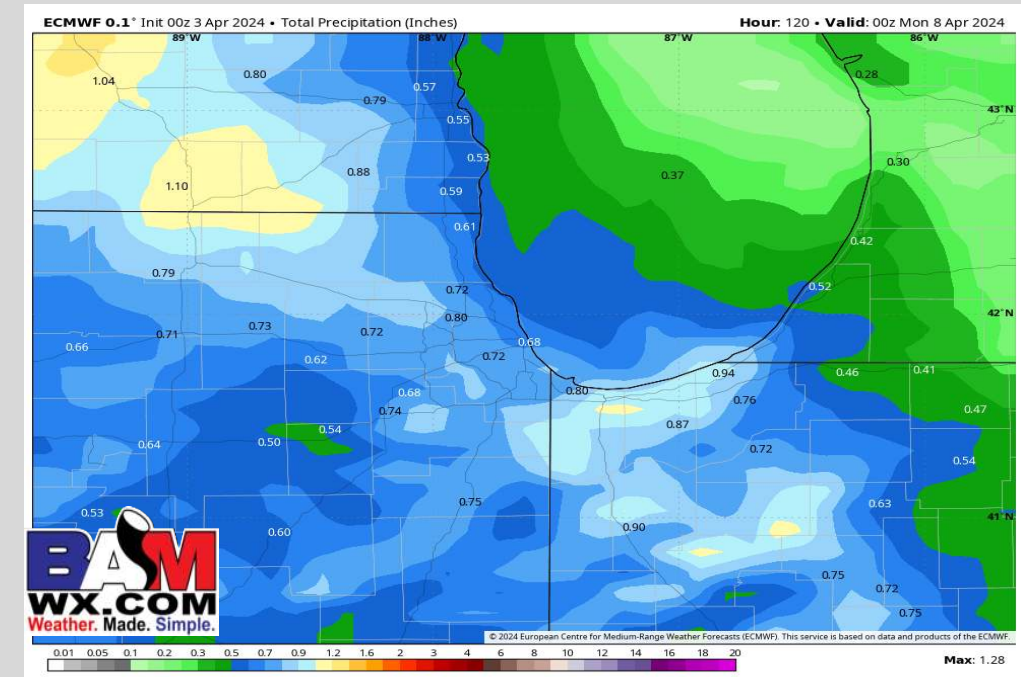 ECMWF 0.1° Init 00z 3 Apr 2024 • Total Precipitation (Inches) Hour: 120 • Valid: 00z Mon 8 Apr 2024
89°W 88°W 87°W 86°W
1.04 0.80 0.57 0.28
0.79 43°N
0.55
0.53 0.30
1.10 0.88 0.59 0.37
0.61 0.42
0.79 0.72 0.52
0.80 42°N
0.66 0.71 0.73 0.72 0.68
0.62 0.72
0.68 0.80 0.94 0.46 0.41
0.74 0.76 0.47
0.64 0.50 0.54 0.87
0.72 0.54
0.53 0.75 0.63
0.60 0.90 41°N
0.75 0.72
0.75
BAM
WX.COM
Weather. Made. Simple.
© 2024 European Centre for Medium-Range Weather Forecasts (ECMWF). This service is based on data and products of the ECMWF.
0.01 0.05 0.1 0.2 0.3 0.5 0.7 0.9 1.2 1.6 2 3 4 6 8 10 12 14 16 18 20
Max: 1.28